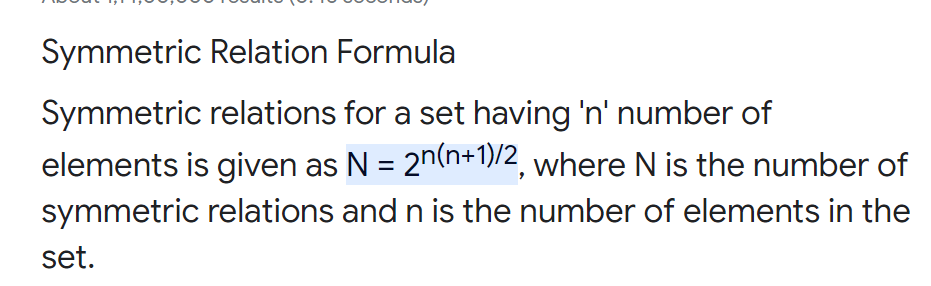 Symmetric Relation Formula
Symmetric relations for a set having 'n' number of
elements is given as N = 2^n(n+1)/2, where N is the number of
symmetric relations and n is the number of elements in the
set.